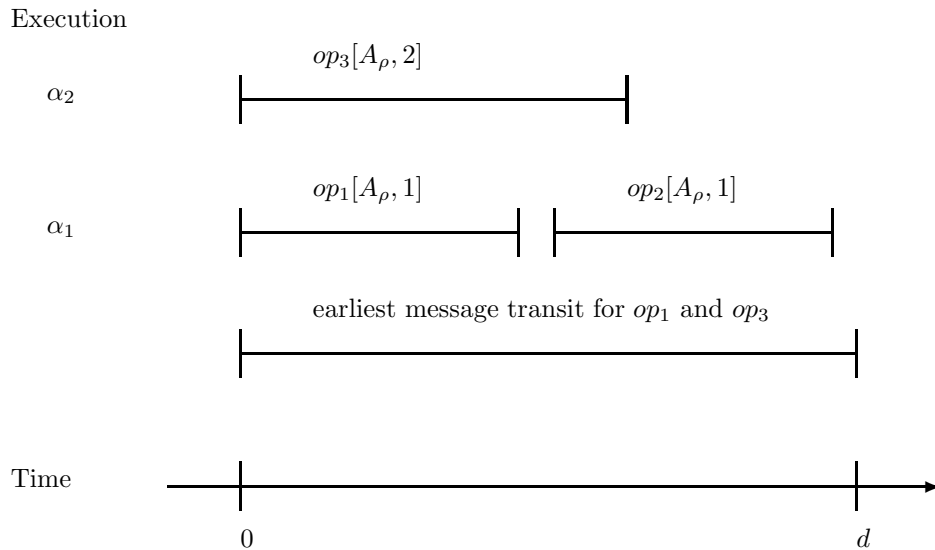 Execution
op₃[Aᵨ, 2]
α₂
op₁[Aᵨ, 1] op₂[Aᵨ, 1]
α₁
earliest message transit for op₁ and op₃
Time
0 d